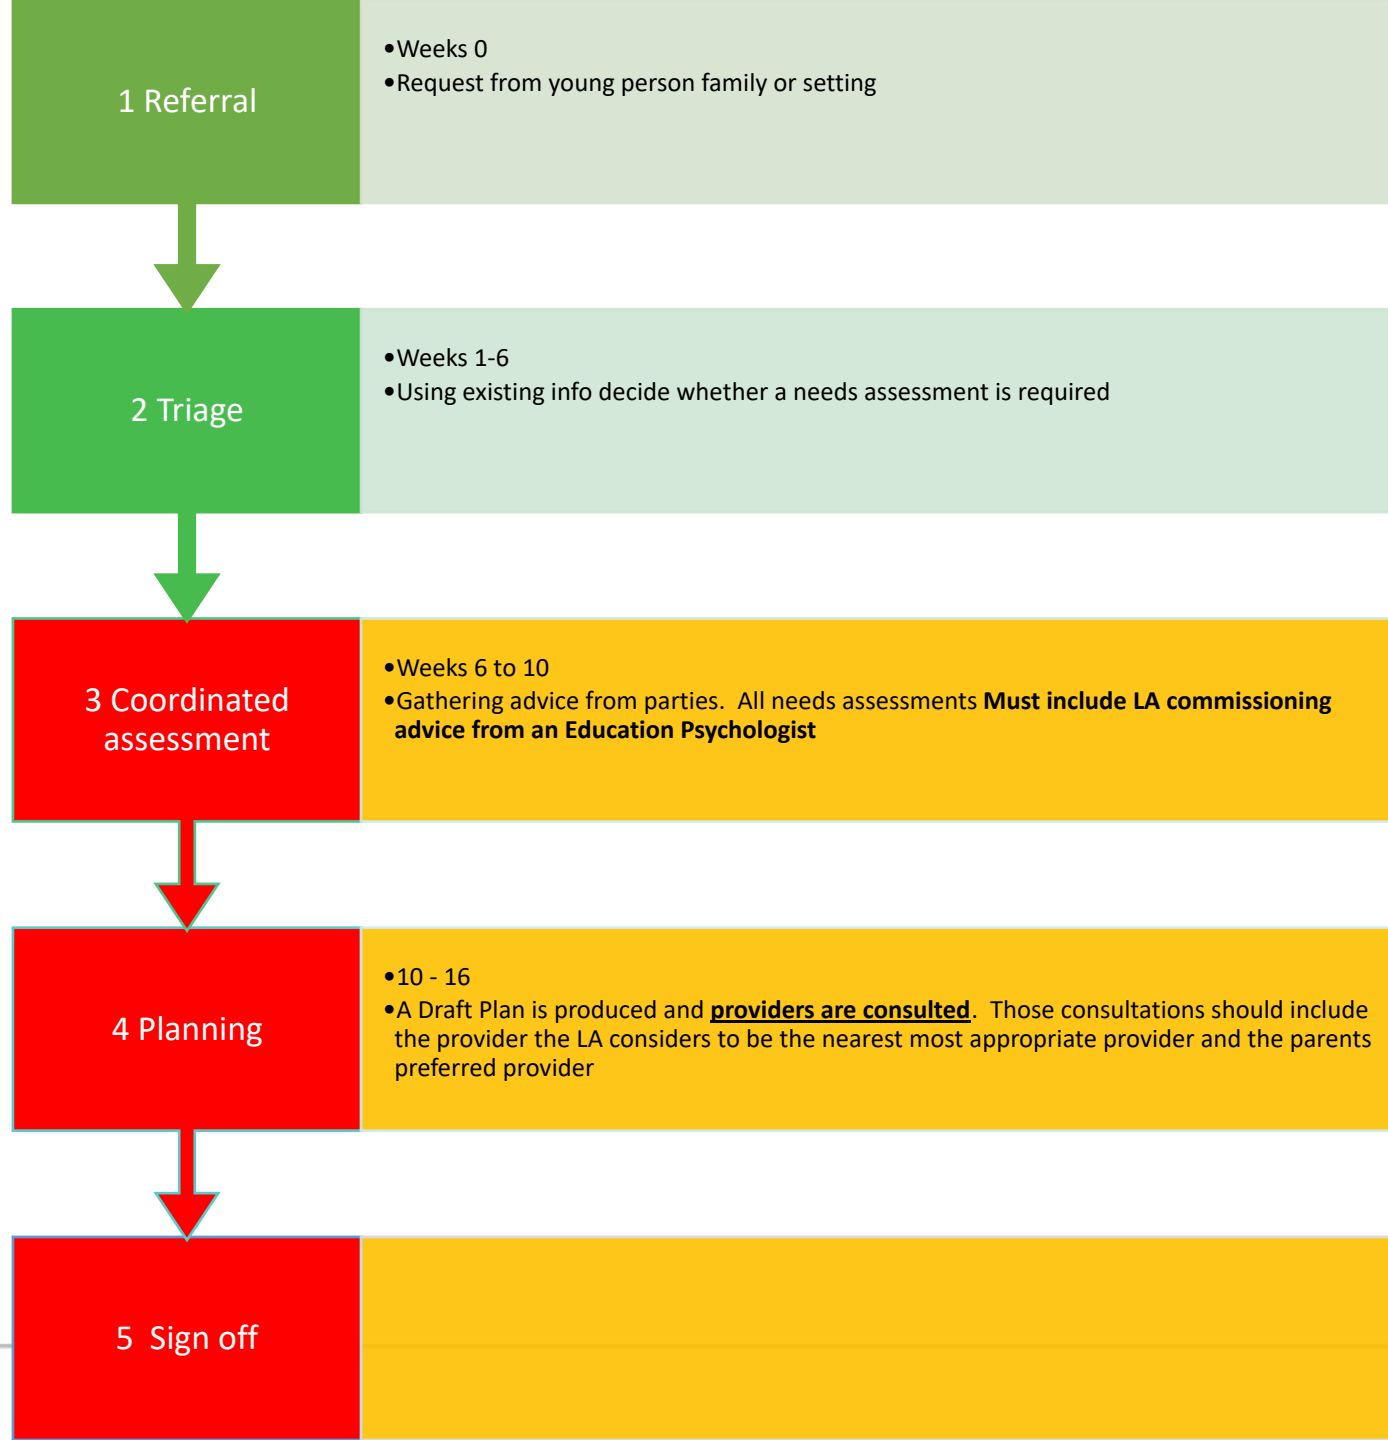 1 Referral
•Weeks 0
•Request from young person family or setting
2 Triage
•Weeks 1-6
•Using existing info decide whether a needs assessment is required
3 Coordinated
assessment
•Weeks 6 to 10
•Gathering advice from parties.  All needs assessments Must include LA commissioning
advice from an Education Psychologist
4 Planning
•10 - 16
•A Draft Plan is produced and providers are consulted.  Those consultations should include
the provider the LA considers to be the nearest most appropriate provider and the parents
preferred provider
5  Sign off